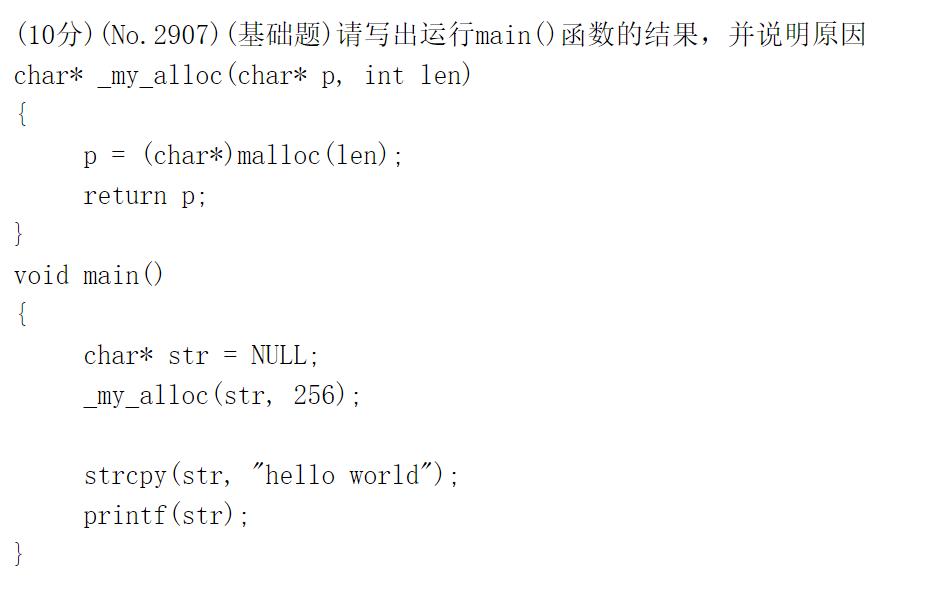 (10分)(No.2907)(基础题)请写出运行main()函数的结果，并说明原因
char* _my_alloc(char* p, int len)
{
p = (char*)malloc(len);
return p;
}
void main()
{
char* str = NULL;
_my_alloc(str, 256);
strcpy(str, "hello world");
printf(str);
}